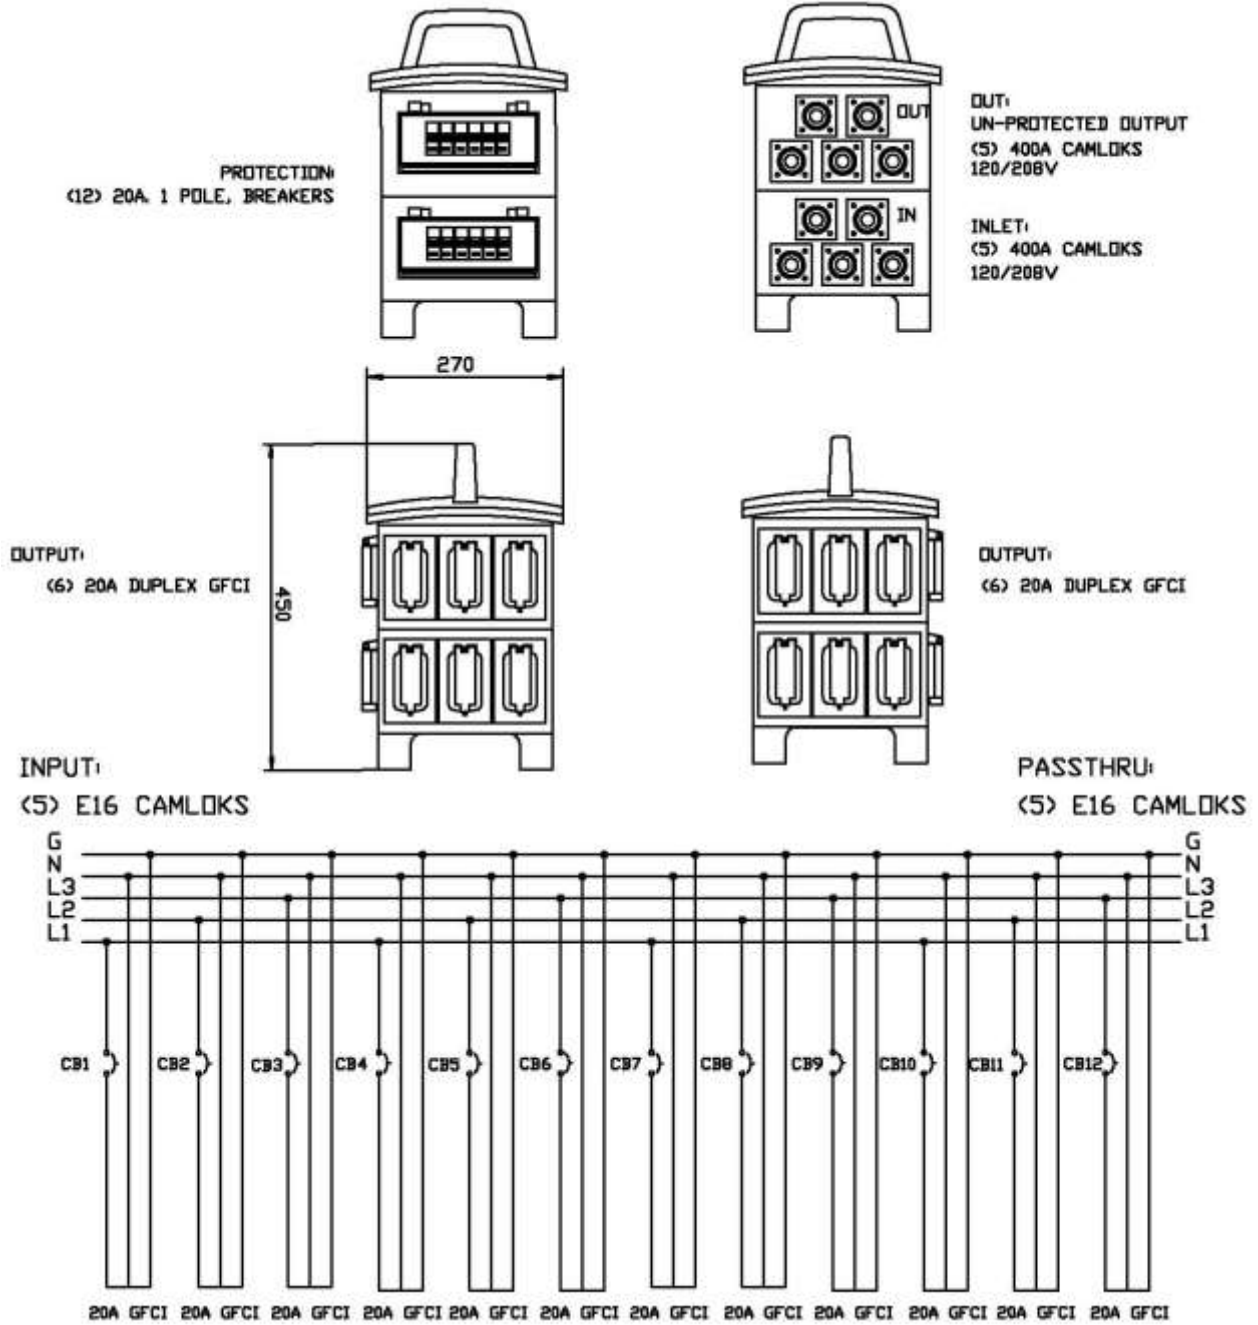 OUT
IN
PROTECTION:
(12) 20A. 1 POLE, BREAKERS
OUT:
UN-PROTECTED OUTPUT
(5) 400A CAMLOKS
120/208V
INLET:
(5) 400A CAMLOKS
120/208V
270
450
OUTPUT:
(6) 20A DUPLEX GFCI
OUTPUT:
(6) 20A DUPLEX GFCI
INPUT:
(5) E16 CAMLOKS
PASSTHRU:
(5) E16 CAMLOKS
G
N
L3
L2
L1
G
N
L3
L2
L1
CB1 CB2 CB3 CB4 CB5 CB6 CB7 CB8 CB9 CB10 CB11 CB12
20A GFCI 20A GFCI 20A GFCI 20A GFCI 20A GFCI 20A GFCI 20A GFCI 20A GFCI 20A GFCI 20A GFCI 20A GFCI 20A GFCI